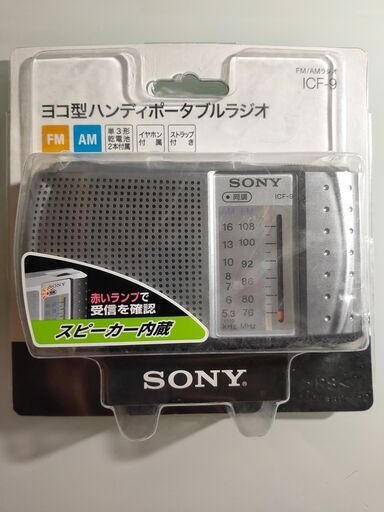 FM/AMラジオ
ICF-9
ヨコ型ハンディポータブルラジオ
FM
AM
単3形
乾電池
2本付属
イヤホン
付属
ストラップ
付き
SONY
同調
ICF-9
AM FM
16 108
13 100
10 92
8
7 86
6 80
5.3 76
kHz MHz
赤いランプで
受信を確認
スピーカー内蔵
SONY